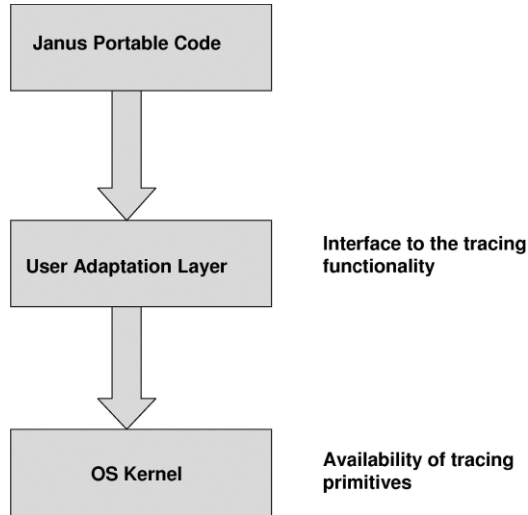 Janus Portable Code
User Adaptation Layer
Interface to the tracing
functionality
OS Kernel
Availability of tracing
primitives